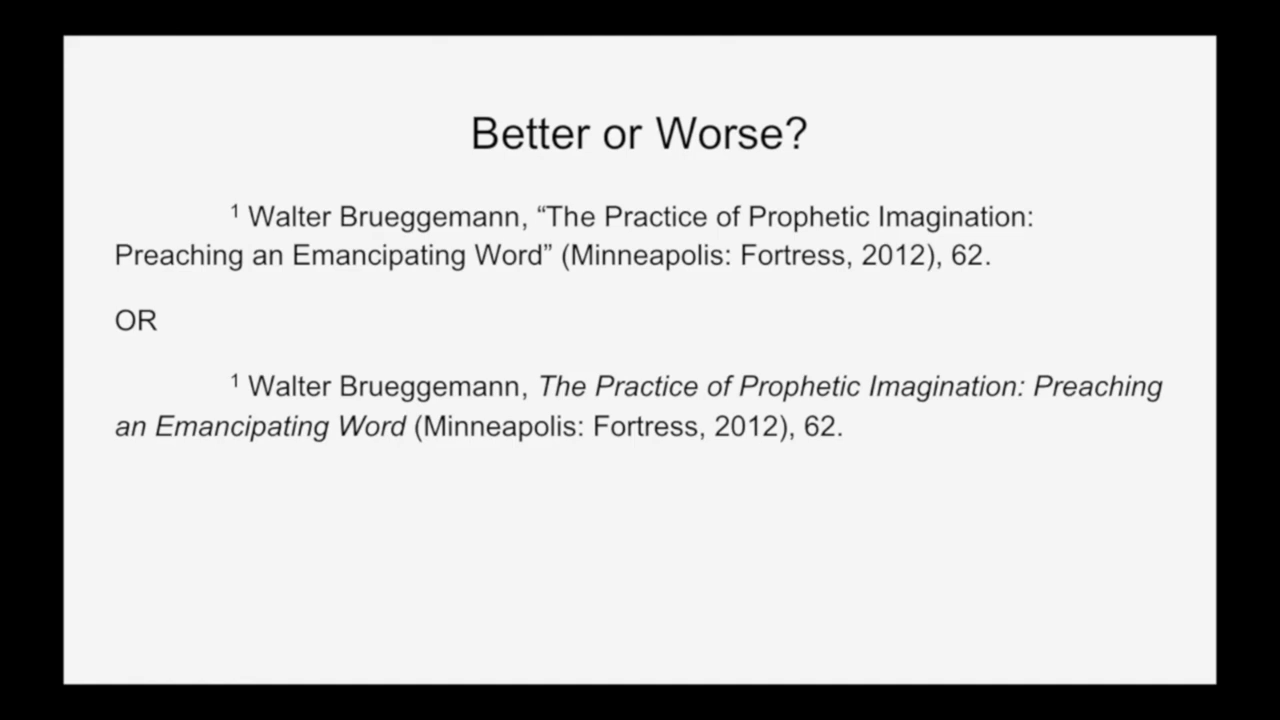 Better or Worse?
¹ Walter Brueggemann, “The Practice of Prophetic Imagination:
Preaching an Emancipating Word” (Minneapolis: Fortress, 2012), 62.
OR
¹ Walter Brueggemann, The Practice of Prophetic Imagination: Preaching
an Emancipating Word (Minneapolis: Fortress, 2012), 62.